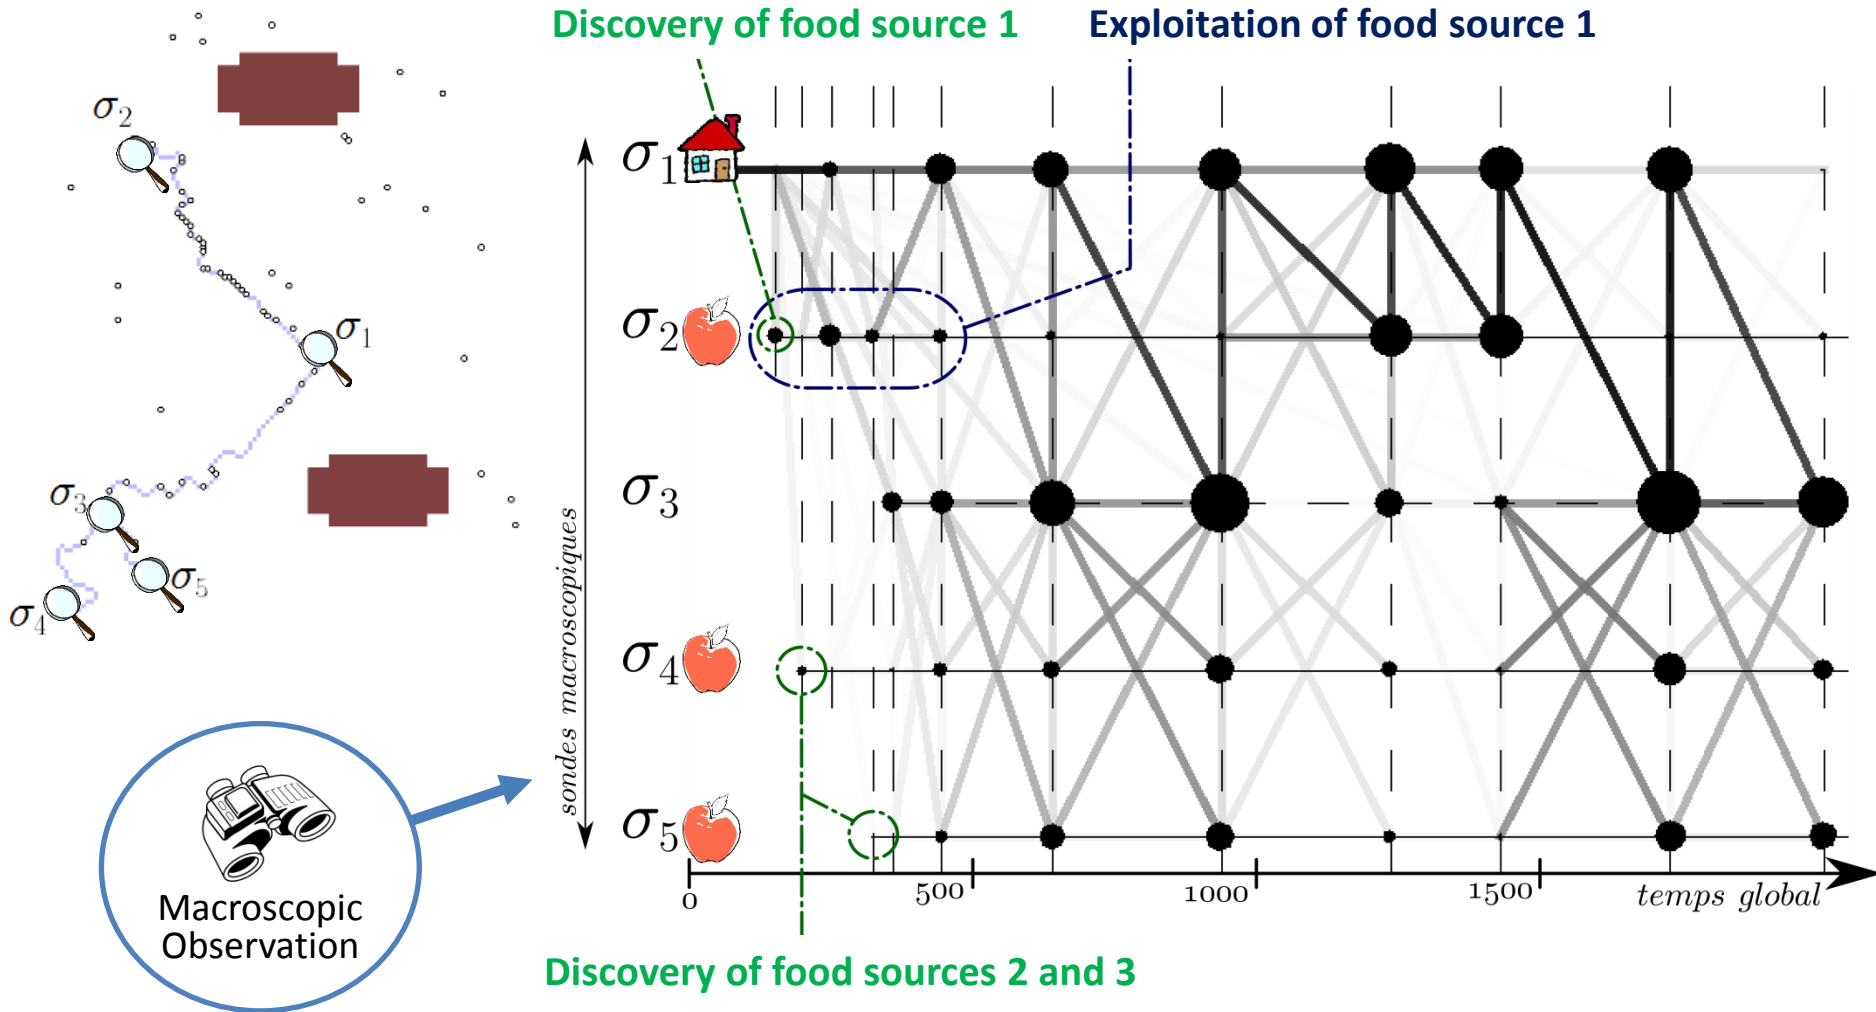 Discovery of food source 1
Exploitation of food source 1
σ2
σ1
σ3
σ5
σ4
σ1
σ2
σ3
σ4
σ5
sondes macroscopiques
0
500
1000
1500
temps global
Macroscopic
Observation
Discovery of food sources 2 and 3